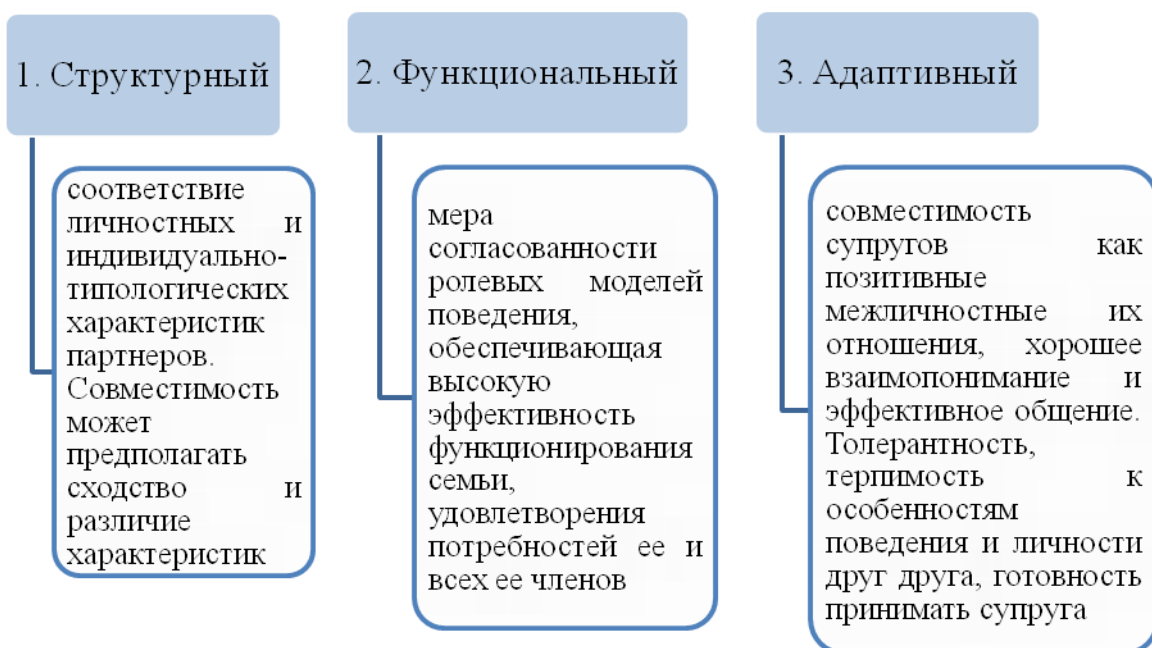 1. Структурный
соответствие
личностных и
индивидуально-
типологических
характеристик
партнеров.
Совместимость
может
предполагать
сходство и
различие
характеристик
2. Функциональный
мера
согласованности
ролевых моделей
поведения,
обеспечивающая
высокую
эффективность
функционирования
семьи,
удовлетворения
потребностей ее и
всех ее членов
3. Адаптивный
совместимость
супругов как
позитивные
межличностные их
отношения, хорошее
взаимопонимание и
эффективное общение.
Толерантность,
терпимость к
особенностям
поведения и личности
друг друга, готовность
принимать супруга